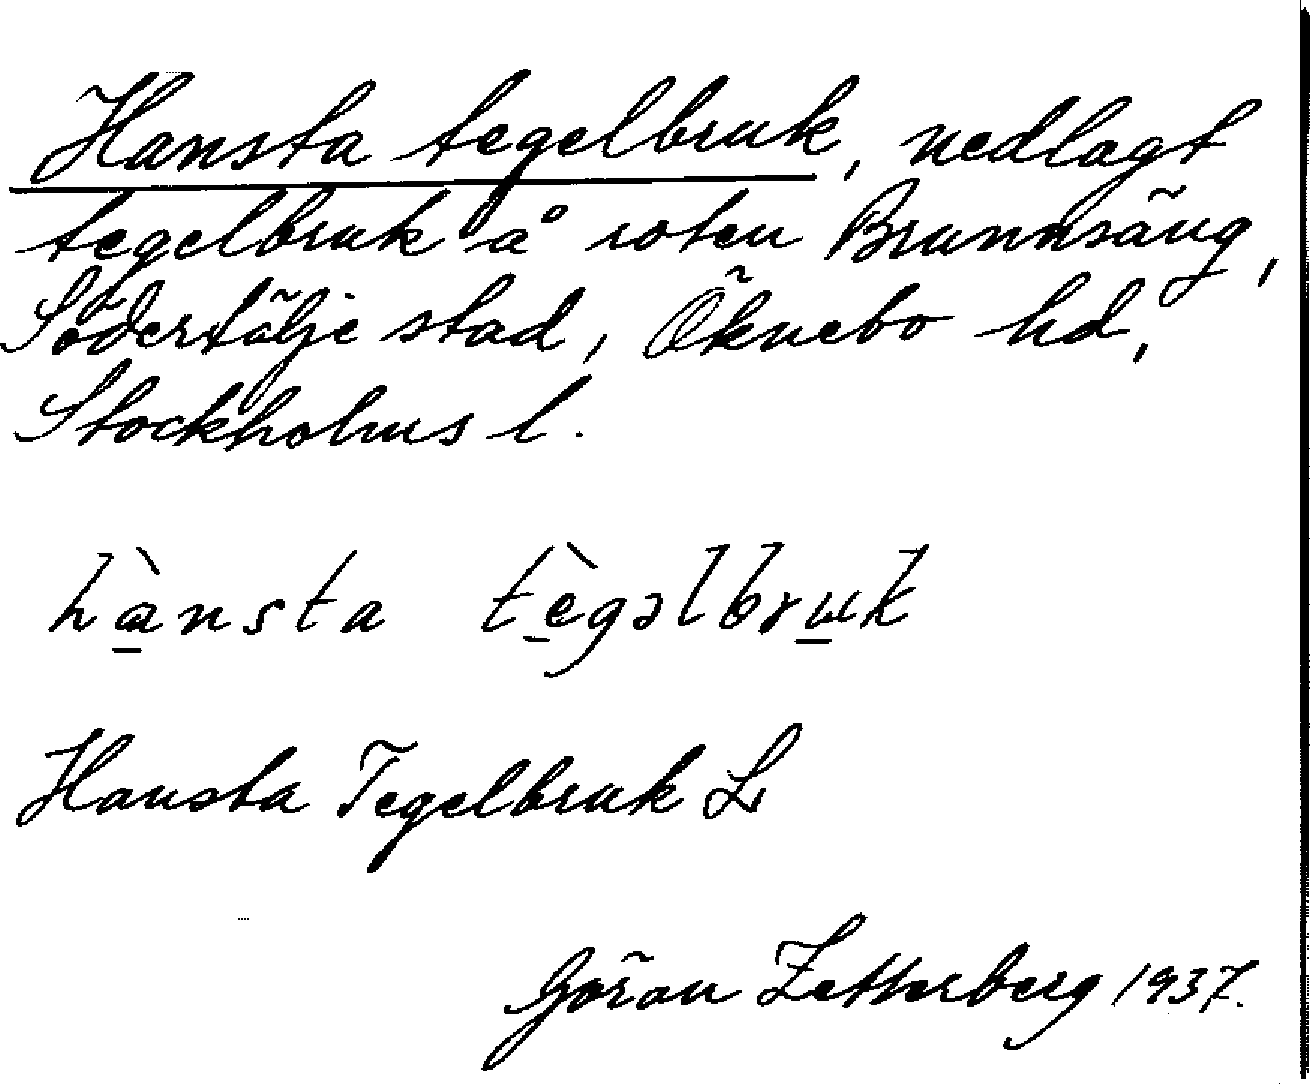 Hansta tegelbruk, nedlagt
tegelbruk å roten Brunnsäng,
Södertälje stad, Öknebo hd,
Stockholms l.
hànsta tègəlbruk
Hansta Tegelbruk L
Göran Zetterberg 1937.